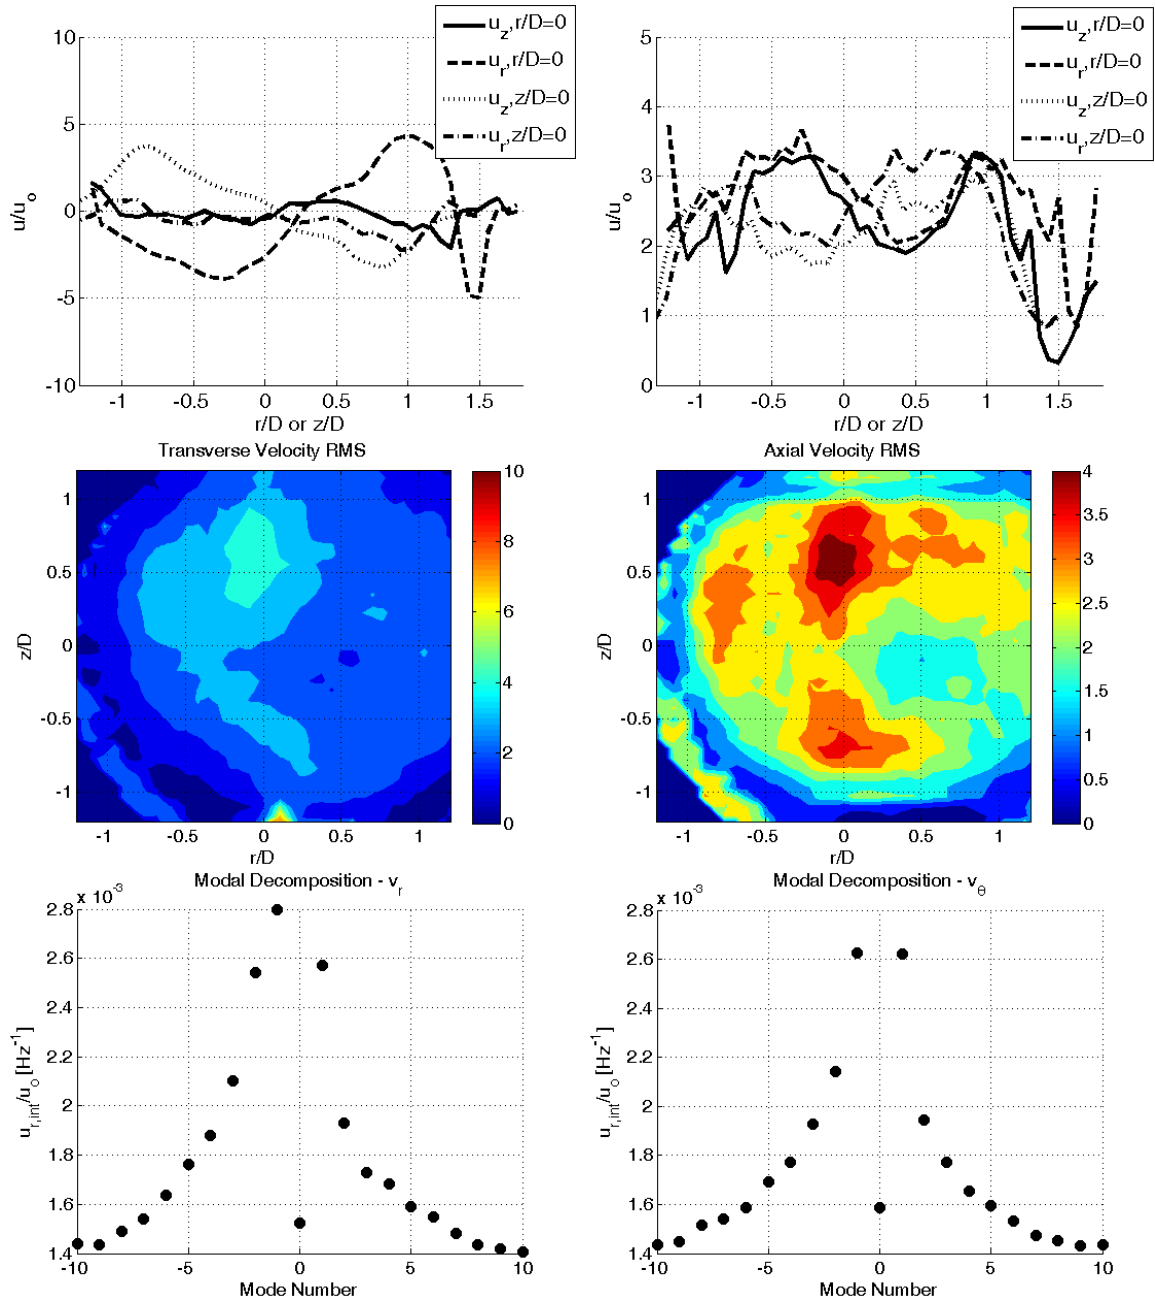 10
5
0
-5
-10
u/u_o
-1 -0.5 0 0.5 1 1.5
r/D or z/D
u_z,r/D=0
u_r,r/D=0
u_z,z/D=0
u_r,z/D=0
5
4
3
2
1
0
u/u_o
-1 -0.5 0 0.5 1 1.5
r/D or z/D
u_z,r/D=0
u_r,r/D=0
u_z,z/D=0
u_r,z/D=0
Transverse Velocity RMS
1
0.5
0
-0.5
-1
z/D
-1 -0.5 0 0.5 1
r/D
10
8
6
4
2
0
Axial Velocity RMS
1
0.5
0
-0.5
-1
z/D
-1 -0.5 0 0.5 1
r/D
4
3.5
3
2.5
2
1.5
1
0.5
0
Modal Decomposition - v_r
x 10^-3
2.8
2.6
2.4
2.2
2
1.8
1.6
1.4
u_r,int/u_o [Hz^-1]
-10 -5 0 5 10
Mode Number
Modal Decomposition - v_θ
x 10^-3
2.8
2.6
2.4
2.2
2
1.8
1.6
1.4
u_r,int/u_o [Hz^-1]
-10 -5 0 5 10
Mode Number